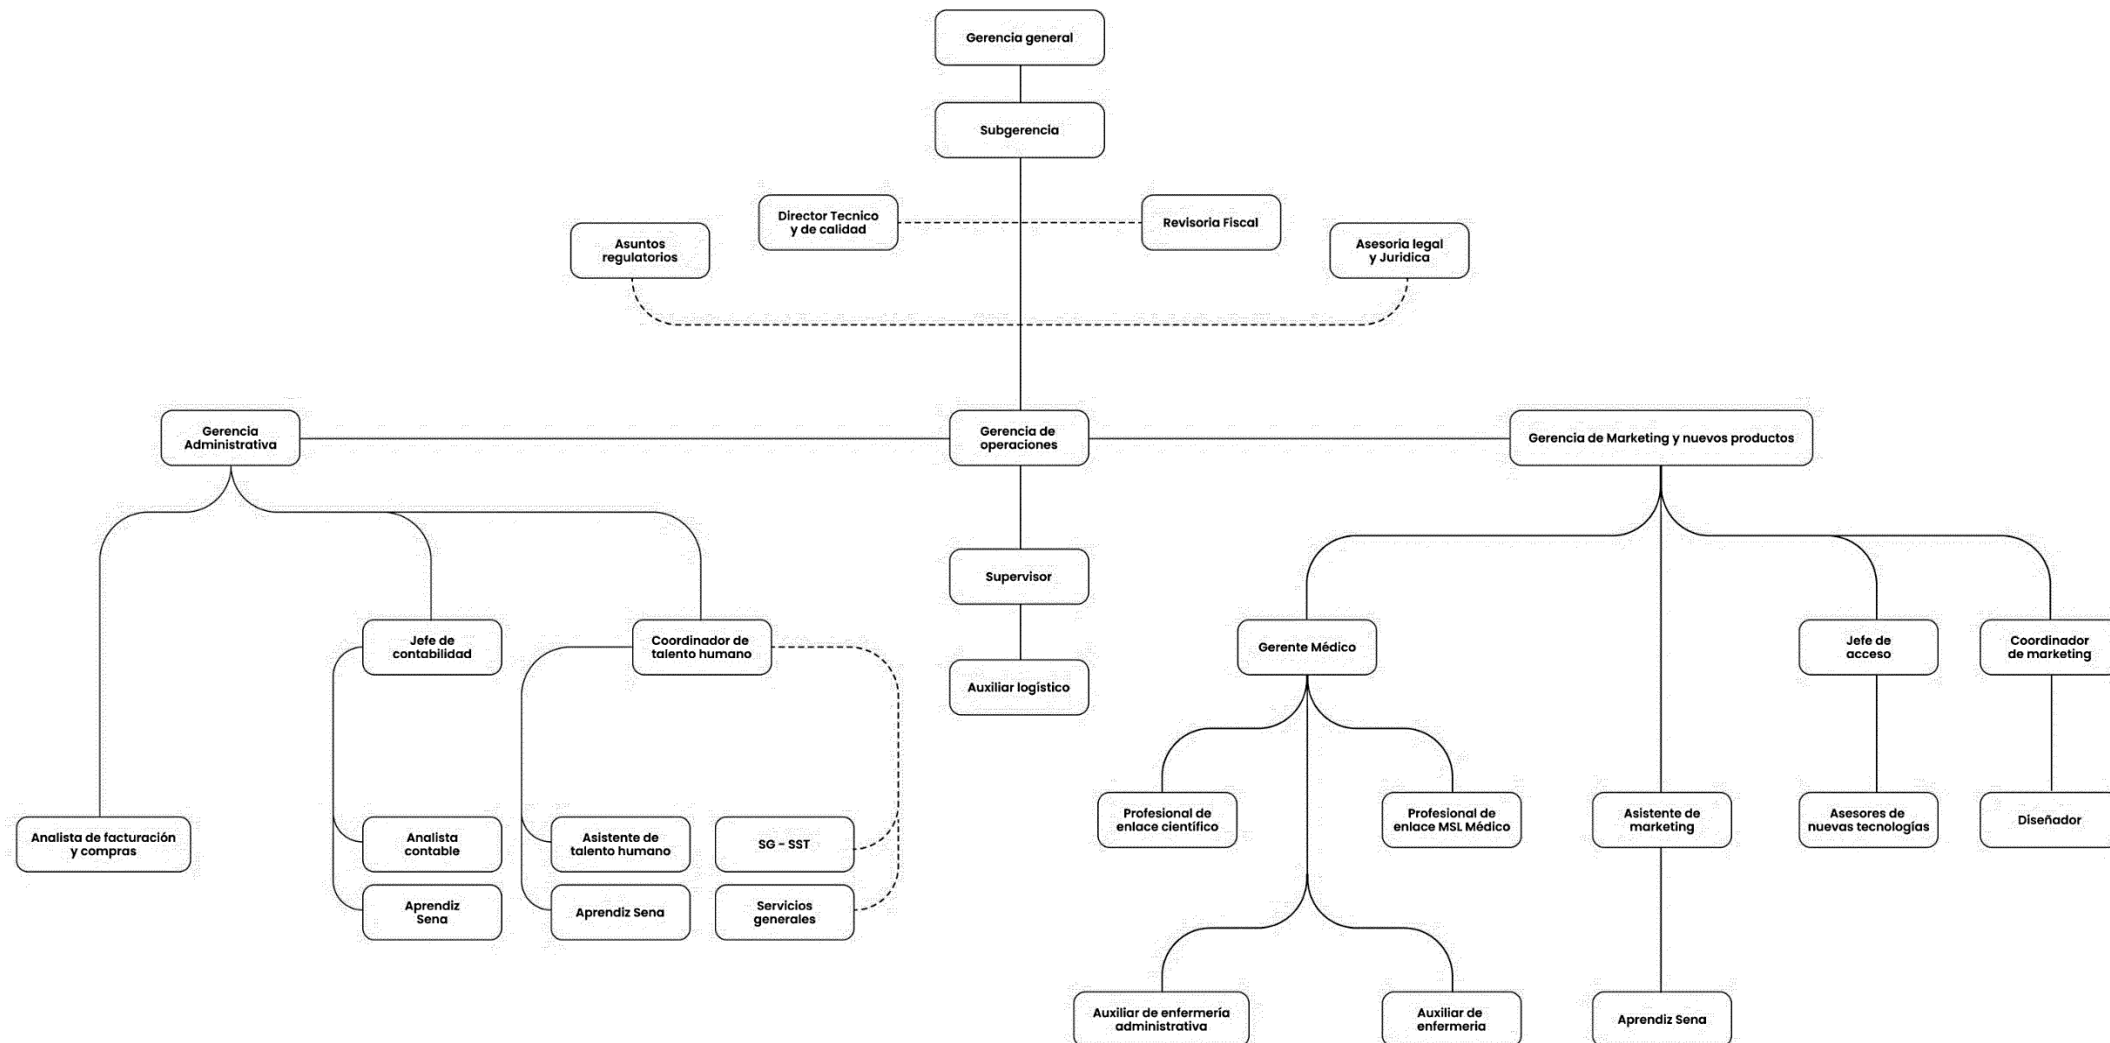 Gerencia general
Subgerencia
Director Tecnico
y de calidad
Revisoria Fiscal
Asuntos
regulatorios
Asesoria legal
y Juridica
Gerencia
Administrativa
Gerencia de
operaciones
Gerencia de Marketing y nuevos productos
Supervisor
Jefe de
contabilidad
Coordinador de
talento humano
Gerente Médico
Jefe de
acceso
Coordinador
de marketing
Auxiliar logístico
Profesional de
enlace científico
Profesional de
enlace MSL Médico
Asistente de
marketing
Asesores de
nuevas tecnologías
Diseñador
Analista de facturación
y compras
Analista
contable
Asistente de
talento humano
SG - SST
Aprendiz
Sena
Aprendiz Sena
Servicios
generales
Auxiliar de enfermería
administrativa
Auxiliar de
enfermeria
Aprendiz Sena